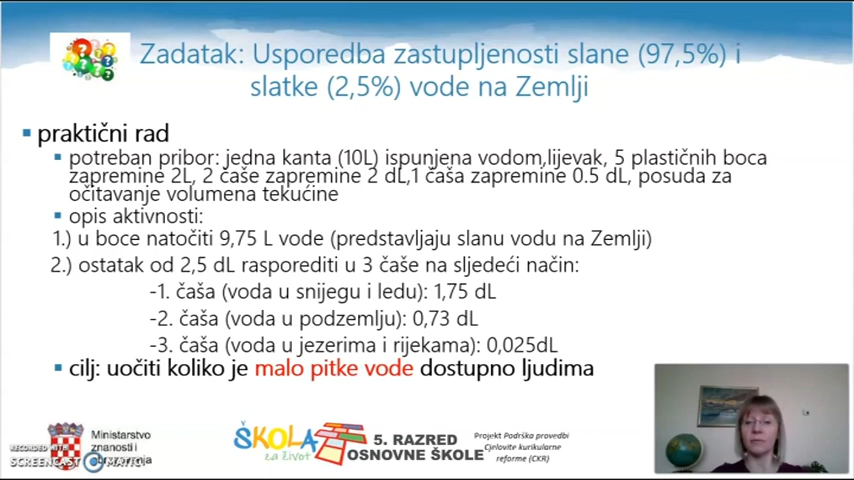 Zadatak: Usporedba zastupljenosti slane (97,5%) i
slatke (2,5%) vode na Zemlji
praktični rad
potreban pribor: jedna kanta (10L) ispunjena vodom,lijevak, 5 plastičnih boca
zapremine 2L, 2 čaše zapremine 2 dL,1 čaša zapremine 0.5 dL, posuda za
očitavanje volumena tekućine
opis aktivnosti:
1.) u boce natočiti 9,75 L vode (predstavljaju slanu vodu na Zemlji)
2.) ostatak od 2,5 dL rasporediti u 3 čaše na sljedeći način:
-1. čaša (voda u snijegu i ledu): 1,75 dL
-2. čaša (voda u podzemlju): 0,73 dL
-3. čaša (voda u jezerima i rijekama): 0,025dL
cilj: uočiti koliko je malo pitke vode dostupno ljudima
Ministarstvo
znanosti i
ŠKOLA
za život
5. RAZRED
OSNOVNE ŠKOLE
Projekt Podrška provedbi
Cjelovite kurikularne
reforme (CKR)
RECORDED WITH
SCREENCAST MATIC